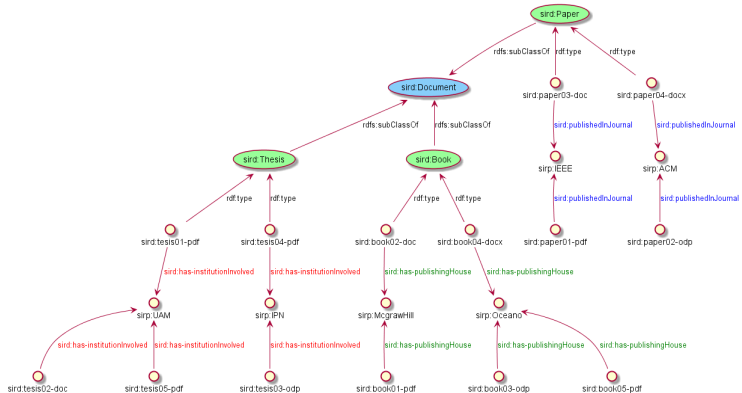 sird:Paper
rdfs:subClassOf
rdf:type
rdf:type
sird:Document
sird:paper03-doc
sird:paper04-docx
rdfs:subClassOf
rdfs:subClassOf
sird:publishedInJournal
sird:publishedInJournal
sird:Thesis
sird:Book
sirp:IEEE
sirp:ACM
rdf:type
rdf:type
rdf:type
rdf:type
sird:publishedInJournal
sird:publishedInJournal
sird:tesis01-pdf
sird:tesis04-pdf
sird:book02-doc
sird:book04-docx
sird:paper01-pdf
sird:paper02-odp
sird:has-institutionInvolved
sird:has-institutionInvolved
sird:has-publishingHouse
sird:has-publishingHouse
sirp:UAM
sirp:IPN
sirp:McgrawHill
sirp:Oceano
sird:has-institutionInvolved
sird:has-institutionInvolved
sird:has-institutionInvolved
sird:has-publishingHouse
sird:has-publishingHouse
sird:has-publishingHouse
sird:tesis02-doc
sird:tesis05-pdf
sird:tesis03-odp
sird:book01-pdf
sird:book03-odp
sird:book05-pdf